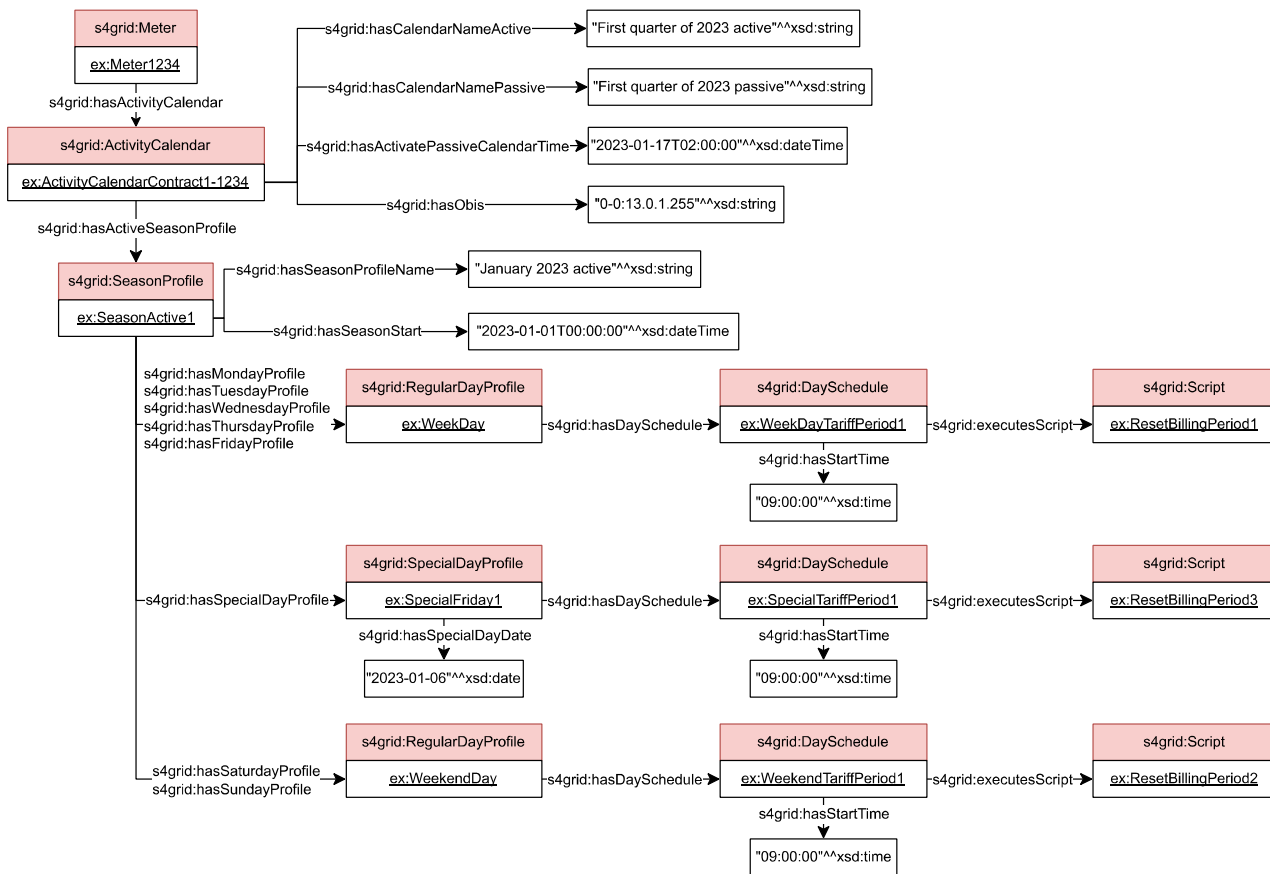 s4grid:Meter
ex:Meter1234
s4grid:hasActivityCalendar
s4grid:ActivityCalendar
ex:ActivityCalendarContract1-1234
s4grid:hasCalendarNameActive
"First quarter of 2023 active"^^xsd:string
s4grid:hasCalendarNamePassive
"First quarter of 2023 passive"^^xsd:string
s4grid:hasActivatePassiveCalendarTime
"2023-01-17T02:00:00"^^xsd:dateTime
s4grid:hasObis
"0-0:13.0.1.255"^^xsd:string
s4grid:hasActiveSeasonProfile
s4grid:SeasonProfile
ex:SeasonActive1
s4grid:hasSeasonProfileName
"January 2023 active"^^xsd:string
s4grid:hasSeasonStart
"2023-01-01T00:00:00"^^xsd:dateTime
s4grid:hasMondayProfile
s4grid:hasTuesdayProfile
s4grid:hasWednesdayProfile
s4grid:hasThursdayProfile
s4grid:hasFridayProfile
s4grid:RegularDayProfile
ex:WeekDay
s4grid:hasDaySchedule
s4grid:DaySchedule
ex:WeekDayTariffPeriod1
s4grid:executesScript
s4grid:Script
ex:ResetBillingPeriod1
s4grid:hasStartTime
"09:00:00"^^xsd:time
s4grid:hasSpecialDayProfile
s4grid:SpecialDayProfile
ex:SpecialFriday1
s4grid:hasDaySchedule
s4grid:DaySchedule
ex:SpecialTariffPeriod1
s4grid:executesScript
s4grid:Script
ex:ResetBillingPeriod3
s4grid:hasSpecialDayDate
"2023-01-06"^^xsd:date
s4grid:hasStartTime
"09:00:00"^^xsd:time
s4grid:hasSaturdayProfile
s4grid:hasSundayProfile
s4grid:RegularDayProfile
ex:WeekendDay
s4grid:hasDaySchedule
s4grid:DaySchedule
ex:WeekendTariffPeriod1
s4grid:executesScript
s4grid:Script
ex:ResetBillingPeriod2
s4grid:hasStartTime
"09:00:00"^^xsd:time